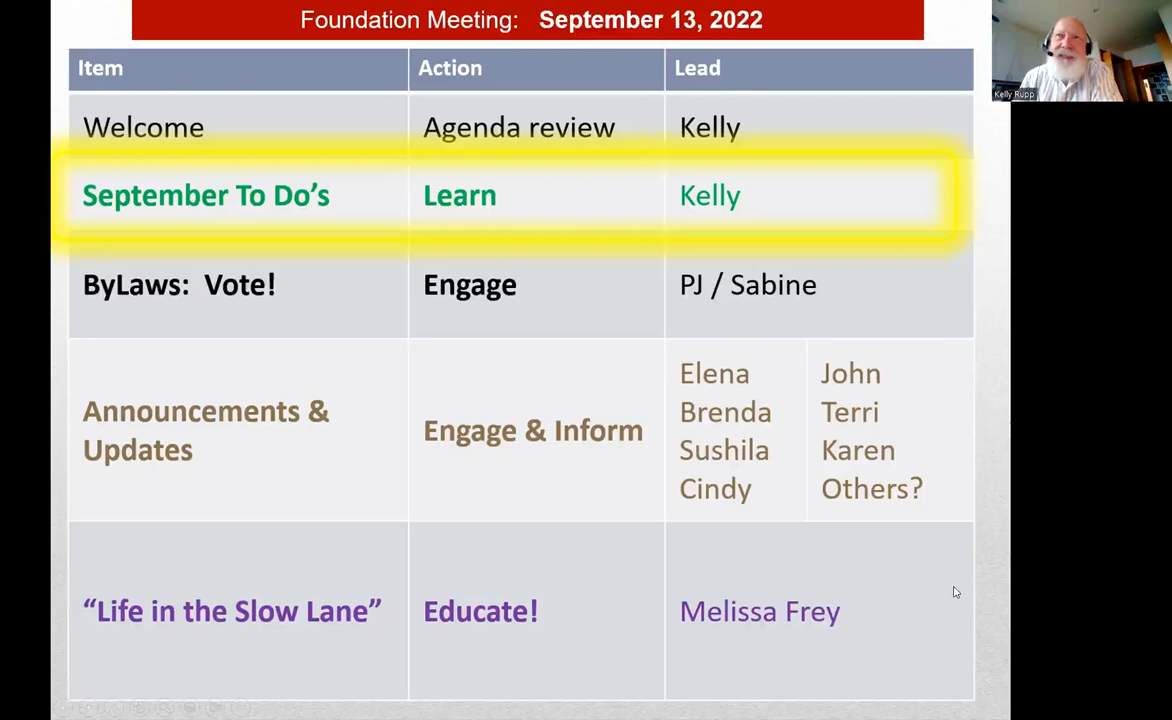 Foundation Meeting: September 13, 2022
Kelly Rupp
Item Action Lead
Welcome Agenda review Kelly
September To Do’s Learn Kelly
ByLaws: Vote! Engage PJ / Sabine
Announcements &
Updates
Engage & Inform
Elena John
Brenda Terri
Sushila Karen
Cindy Others?
“Life in the Slow Lane” Educate! Melissa Frey